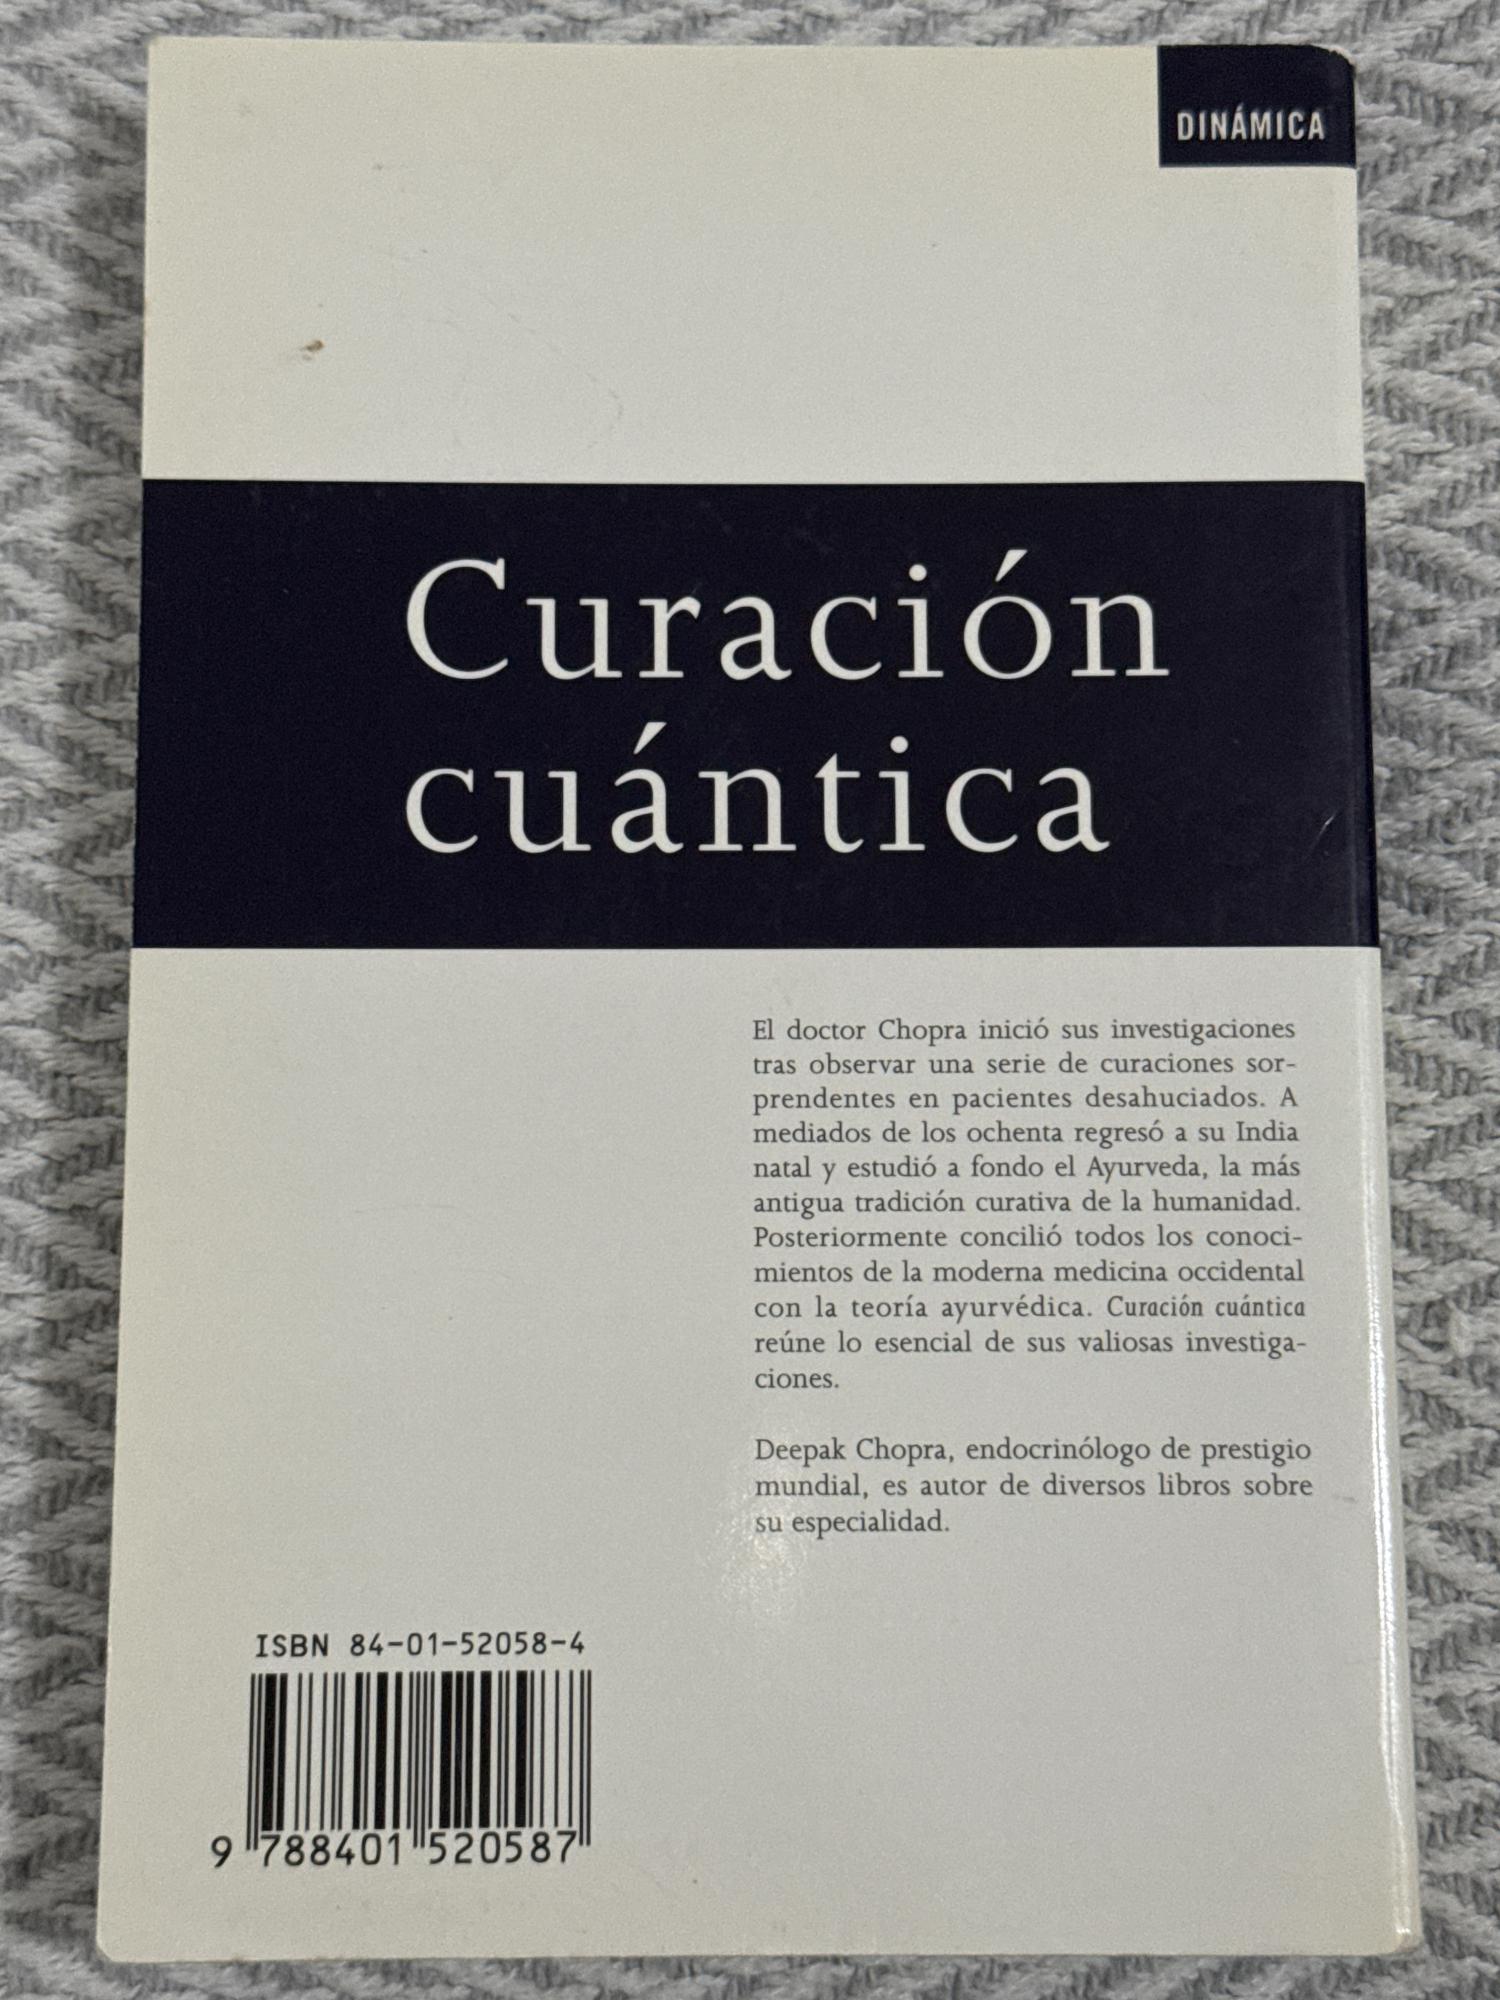 DINÁMICA
Curación
cuántica
El doctor Chopra inició sus investigaciones
tras observar una serie de curaciones sor-
prendentes en pacientes desahuciados. A
mediados de los ochenta regresó a su India
natal y estudió a fondo el Ayurveda, la más
antigua tradición curativa de la humanidad.
Posteriormente concilió todos los conoci-
mientos de la moderna medicina occidental
con la teoría ayurvédica. Curación cuántica
reúne lo esencial de sus valiosas investiga-
ciones.
Deepak Chopra, endocrinólogo de prestigio
mundial, es autor de diversos libros sobre
su especialidad.
ISBN 84-01-52058-4
9 788401 520587